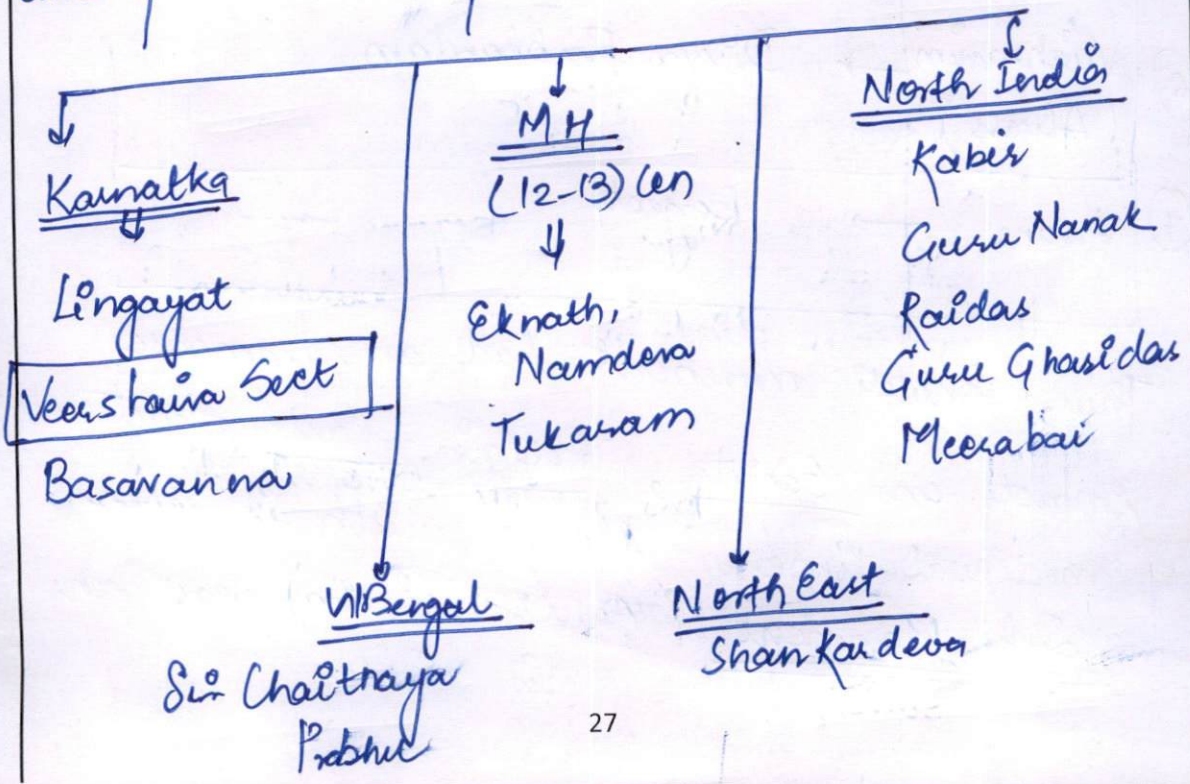 Karnatka
Lingayat
Veershaiva Sect
Basavanna
W/Bengal
Sri Chaitnaya
Prabhu
MH
(12-13) Cen
Eknath,
Namdeva
Tukaram
North East
Shankardeva
North India
Kabir
Guru Nanak
Raidas
Guru Ghasidas
Meerabai
27